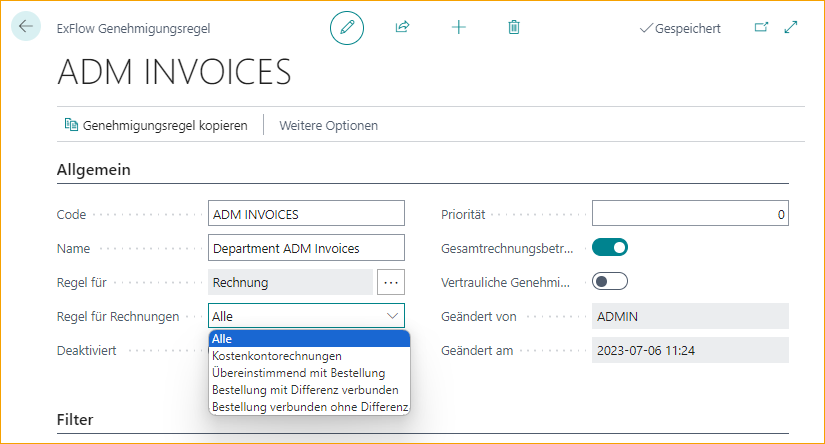 ExFlow Genehmigungsregel
Gespeichert
ADM INVOICES
Genehmigungsregel kopieren
Weitere Optionen
Allgemein
Code
ADM INVOICES
Name
Department ADM Invoices
Regel für
Rechnung
Regel für Rechnungen
Alle
Alle
Kostenkontorechnungen
Übereinstimmend mit Bestellung
Bestellung mit Differenz verbunden
Bestellung verbunden ohne Differenz
Deaktiviert
Priorität
0
Gesamtrechnungsbetr...
Vertrauliche Genehmi...
Geändert von
ADMIN
Geändert am
2023-07-06 11:24
Filter